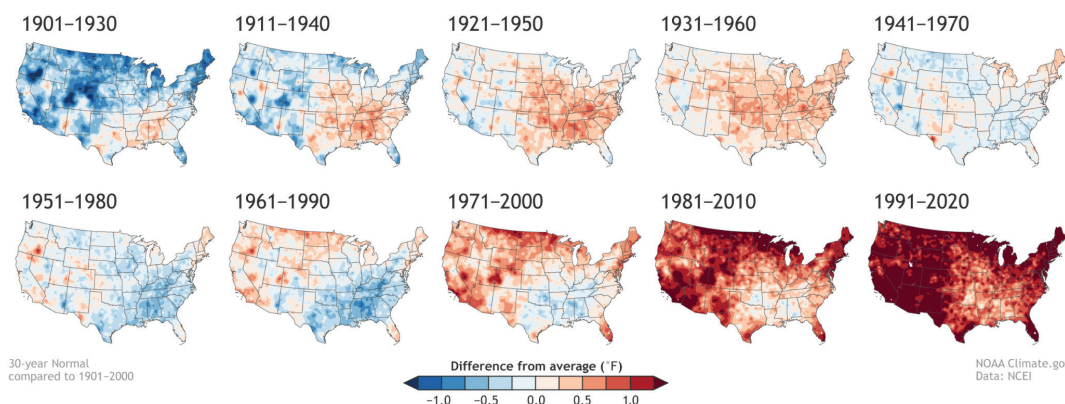 1901–1930
1911–1940
1921–1950
1931–1960
1941–1970
1951–1980
1961–1990
1971–2000
1981–2010
1991–2020
30-year Normal
compared to 1901–2000
Difference from average (°F)
−1.0 −0.5 0.0 0.5 1.0
NOAA Climate.go
Data: NCEI